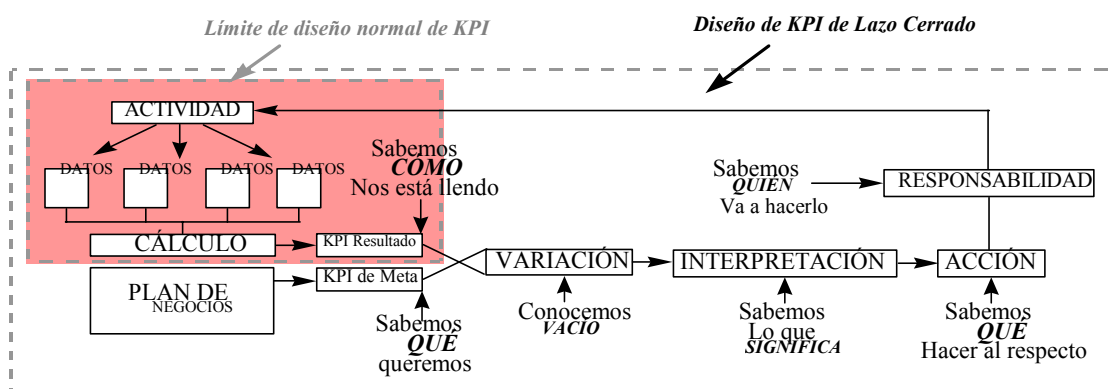 Límite de diseño normal de KPI
Diseño de KPI de Lazo Cerrado
ACTIVIDAD
DATOS
DATOS
DATOS
DATOS
Sabemos
CÓMO
Nos está llendo
Sabemos
QUIEN
Va a hacerlo
RESPONSABILIDAD
CÁLCULO
KPI Resultado
PLAN DE
NEGOCIOS
KPI de Meta
VARIACIÓN
INTERPRETACIÓN
ACCIÓN
Sabemos
QUÉ
queremos
Conocemos
VACIO
Sabemos
Lo que
SIGNIFICA
Sabemos
QUÉ
Hacer al respecto